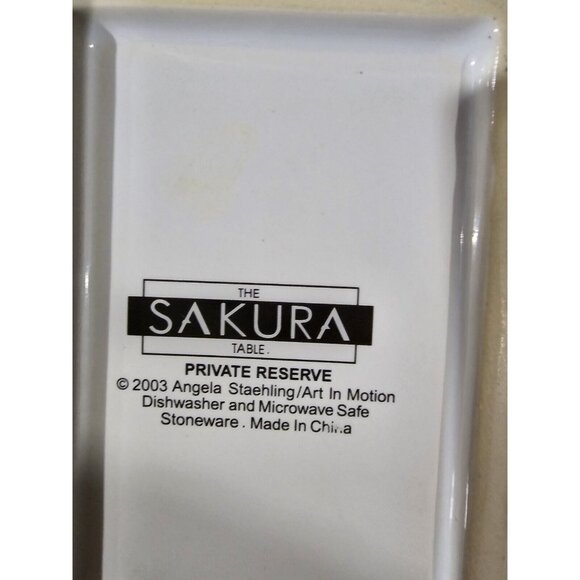 THE
SAKURA
TABLE.
PRIVATE RESERVE
© 2003 Angela Staehling/Art In Motion
Dishwasher and Microwave Safe
Stoneware . Made In China